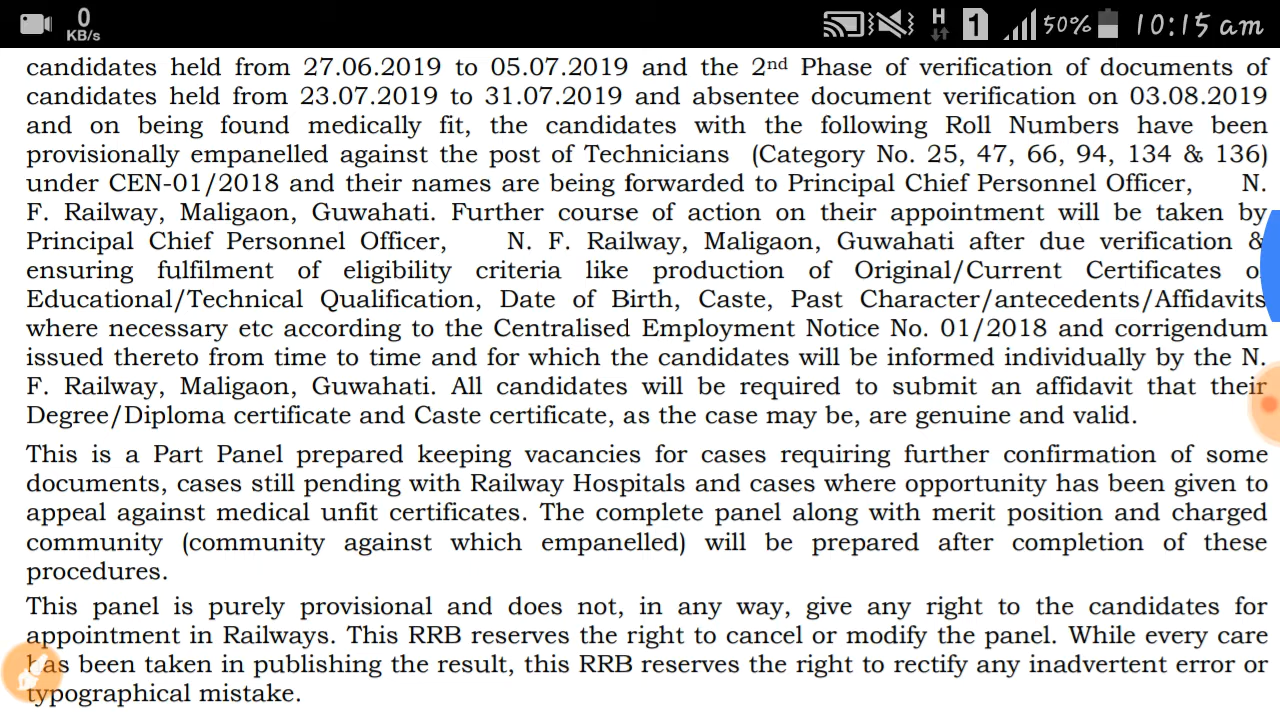 0
KB/s
H
1
50%
10:15 am
candidates held from 27.06.2019 to 05.07.2019 and the 2nd Phase of verification of documents of
candidates held from 23.07.2019 to 31.07.2019 and absentee document verification on 03.08.2019
and on being found medically fit, the candidates with the following Roll Numbers have been
provisionally empanelled against the post of Technicians (Category No. 25, 47, 66, 94, 134 & 136)
under CEN-01/2018 and their names are being forwarded to Principal Chief Personnel Officer, N.
F. Railway, Maligaon, Guwahati. Further course of action on their appointment will be taken by
Principal Chief Personnel Officer, N. F. Railway, Maligaon, Guwahati after due verification &
ensuring fulfilment of eligibility criteria like production of Original/Current Certificates o
Educational/Technical Qualification, Date of Birth, Caste, Past Character/antecedents/Affidavits
where necessary etc according to the Centralised Employment Notice No. 01/2018 and corrigendum
issued thereto from time to time and for which the candidates will be informed individually by the N.
F. Railway, Maligaon, Guwahati. All candidates will be required to submit an affidavit that their
Degree/Diploma certificate and Caste certificate, as the case may be, are genuine and valid.
This is a Part Panel prepared keeping vacancies for cases requiring further confirmation of some
documents, cases still pending with Railway Hospitals and cases where opportunity has been given to
appeal against medical unfit certificates. The complete panel along with merit position and charged
community (community against which empanelled) will be prepared after completion of these
procedures.
This panel is purely provisional and does not, in any way, give any right to the candidates for
appointment in Railways. This RRB reserves the right to cancel or modify the panel. While every care
has been taken in publishing the result, this RRB reserves the right to rectify any inadvertent error or
typographical mistake.